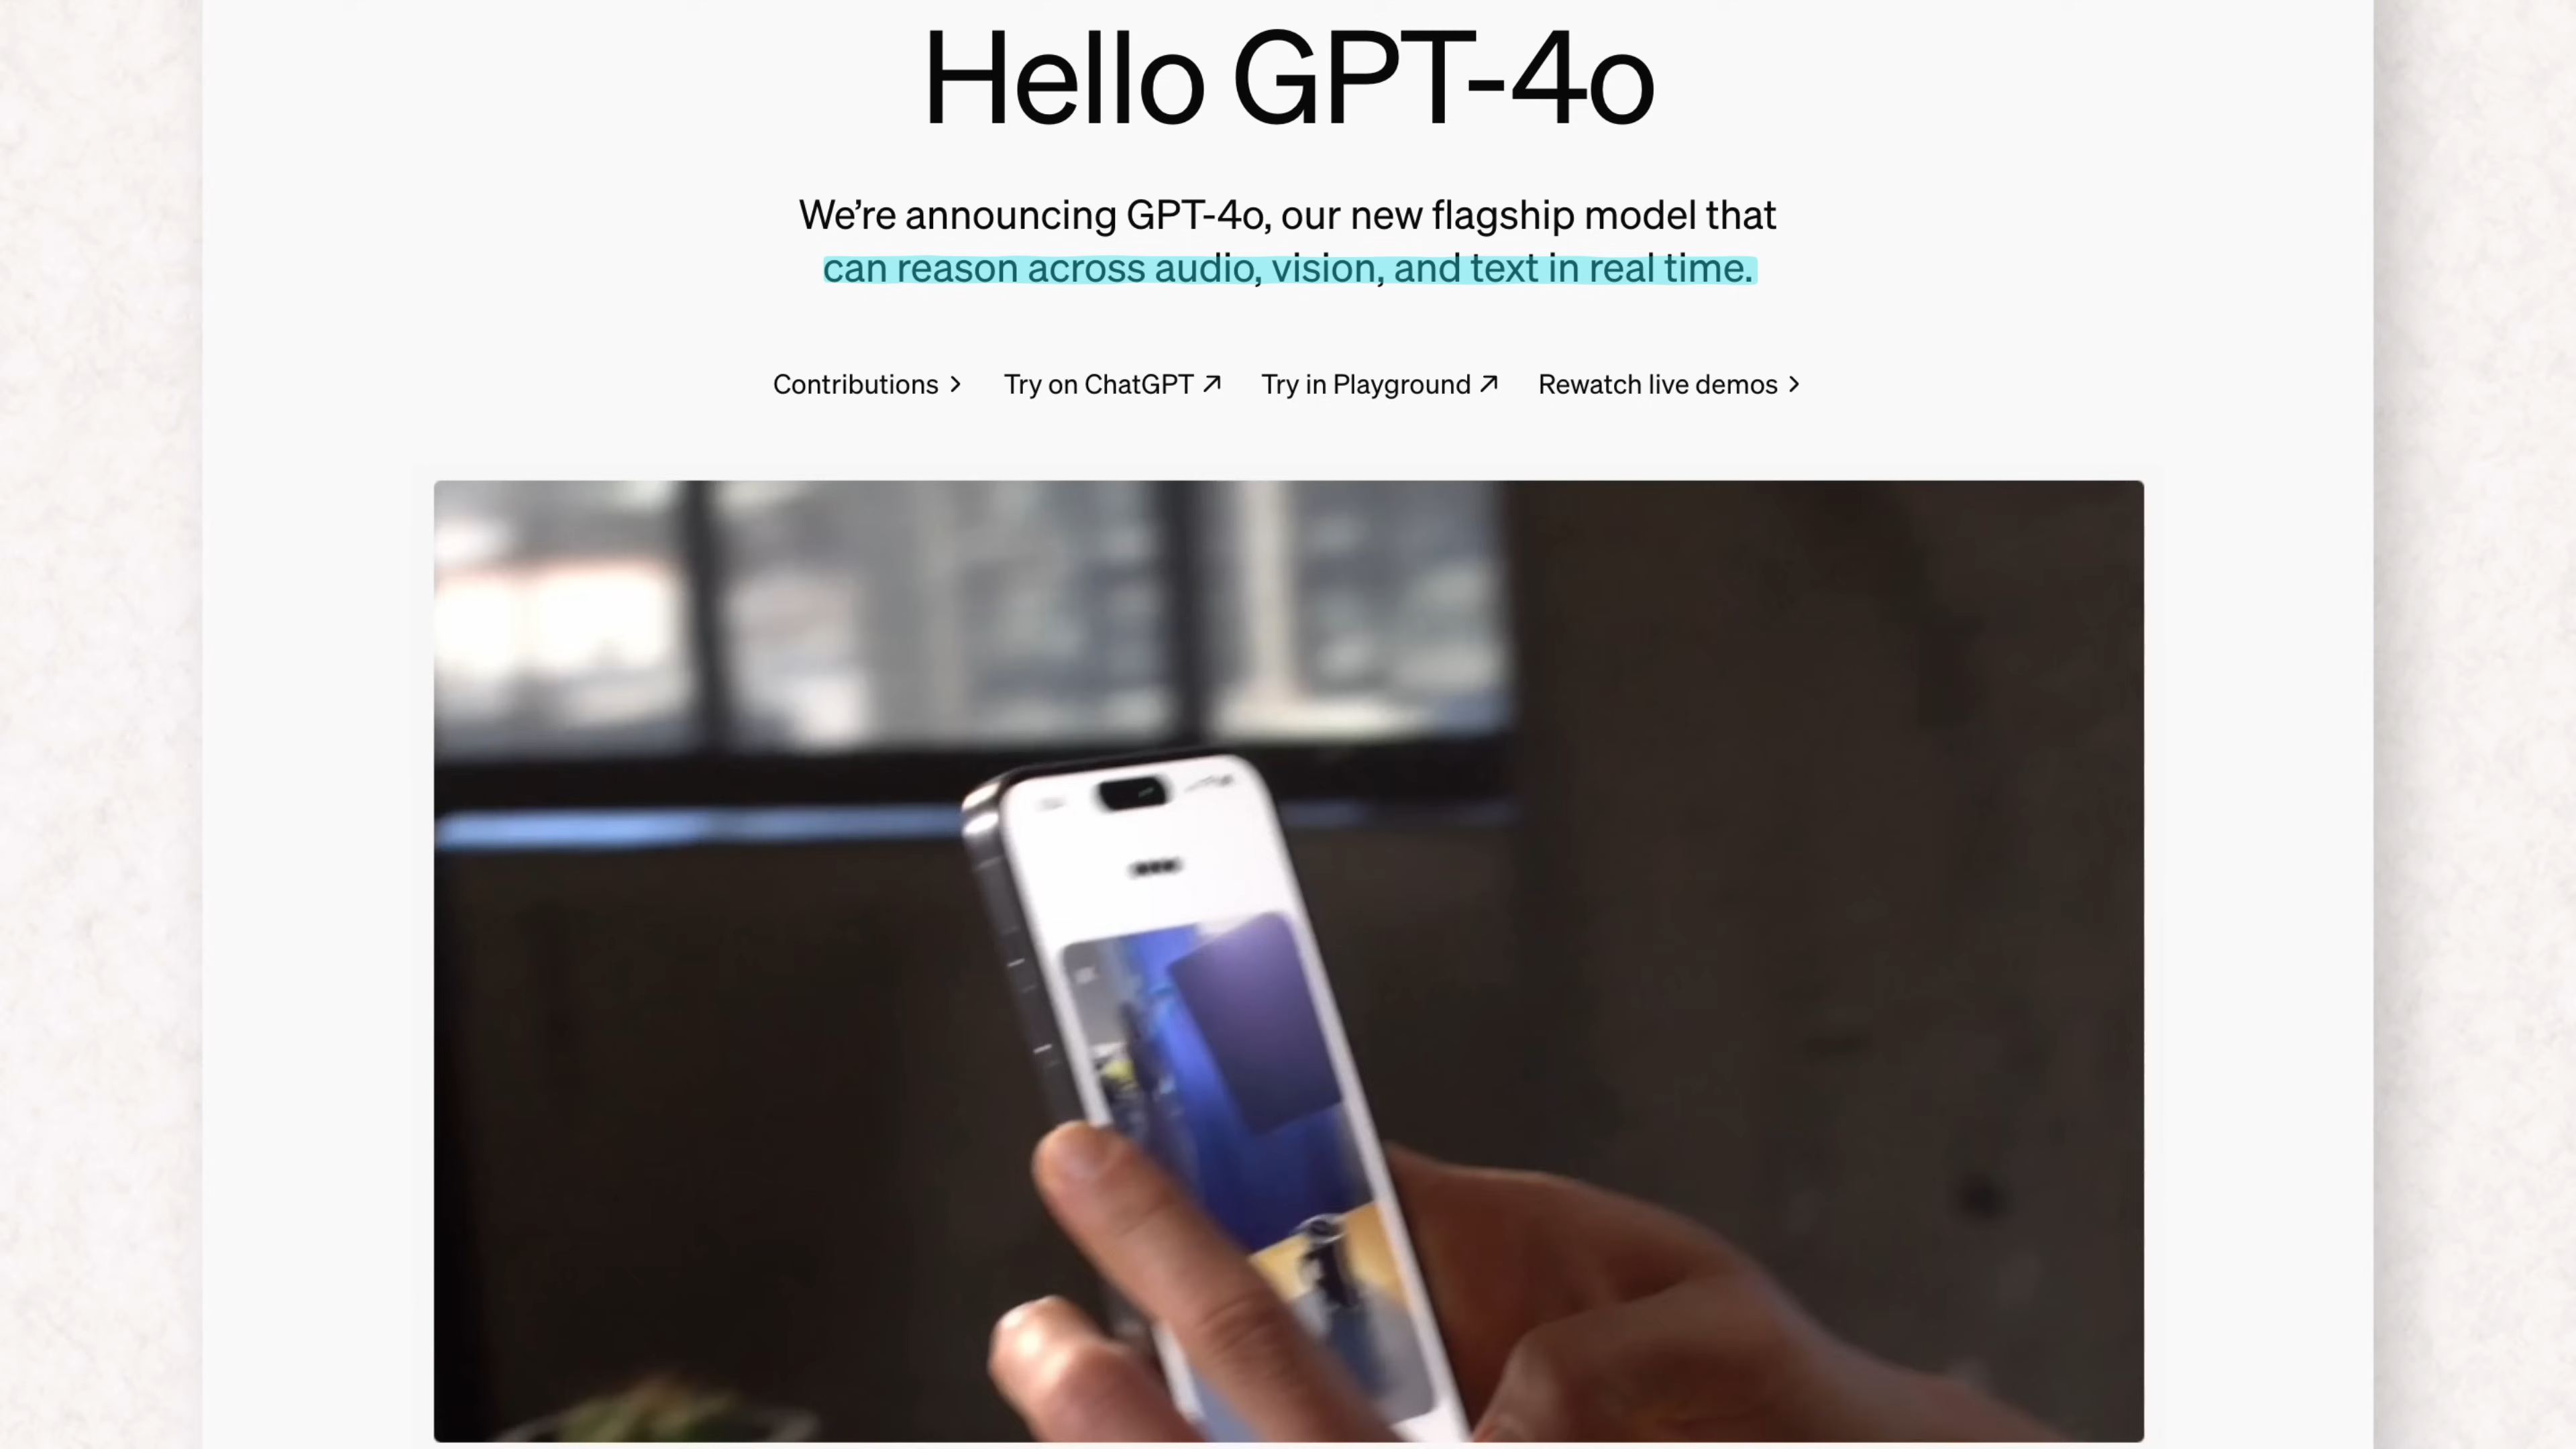 Hello GPT-4o
We’re announcing GPT-4o, our new flagship model that
can reason across audio, vision, and text in real time.
Contributions > Try on ChatGPT ↗ Try in Playground ↗ Rewatch live demos >